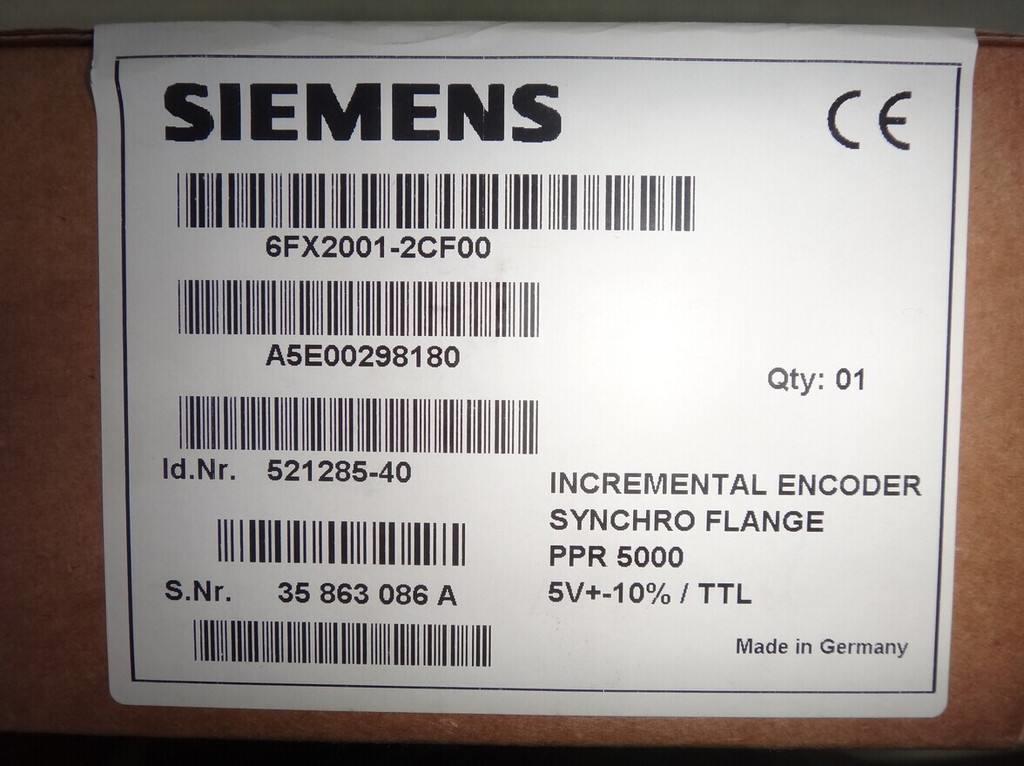 SIEMENS
CE
6FX2001-2CF00
A5E00298180
Qty: 01
Id.Nr. 521285-40
INCREMENTAL ENCODER
SYNCHRO FLANGE
PPR 5000
S.Nr. 35 863 086 A
5V+-10% / TTL
Made in Germany